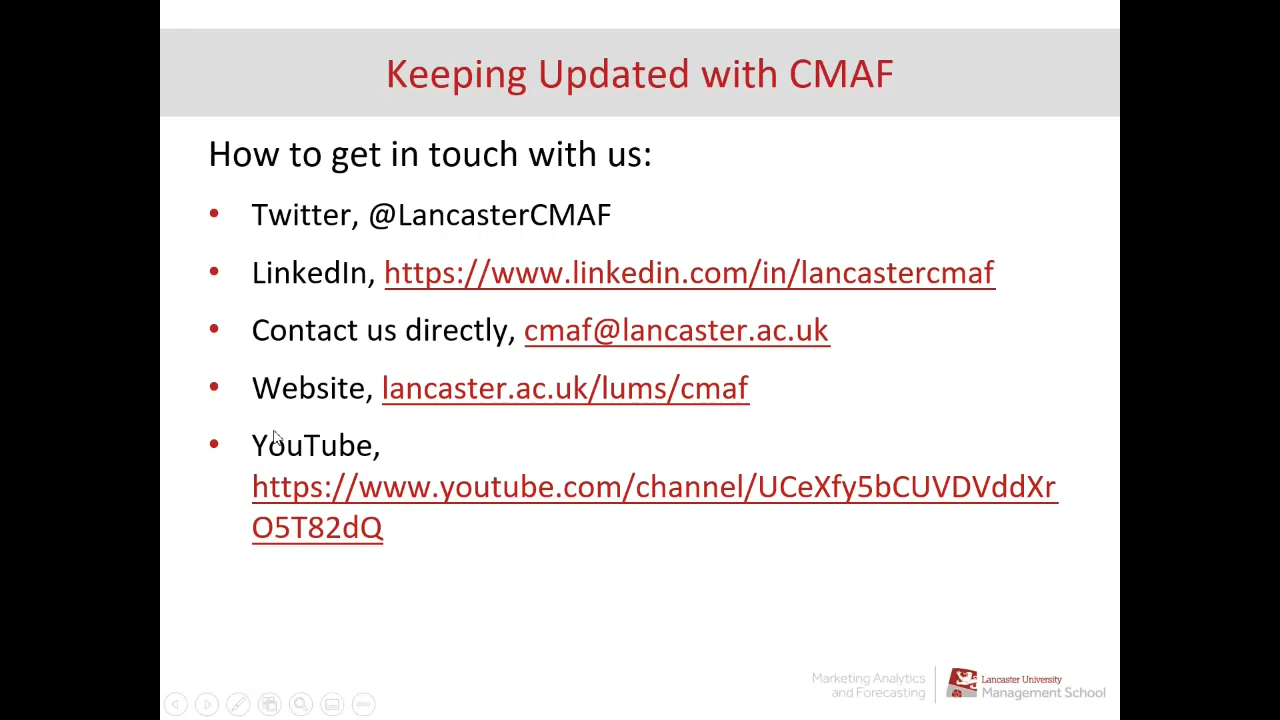 Keeping Updated with CMAF
How to get in touch with us:
• Twitter, @LancasterCMAF
• LinkedIn, https://www.linkedin.com/in/lancastercmaf
• Contact us directly, cmaf@lancaster.ac.uk
• Website, lancaster.ac.uk/lums/cmaf
• YouTube,
https://www.youtube.com/channel/UCeXfy5bCUVDVddXr
O5T82dQ
Marketing Analytics
and Forecasting
Lancaster University
Management School